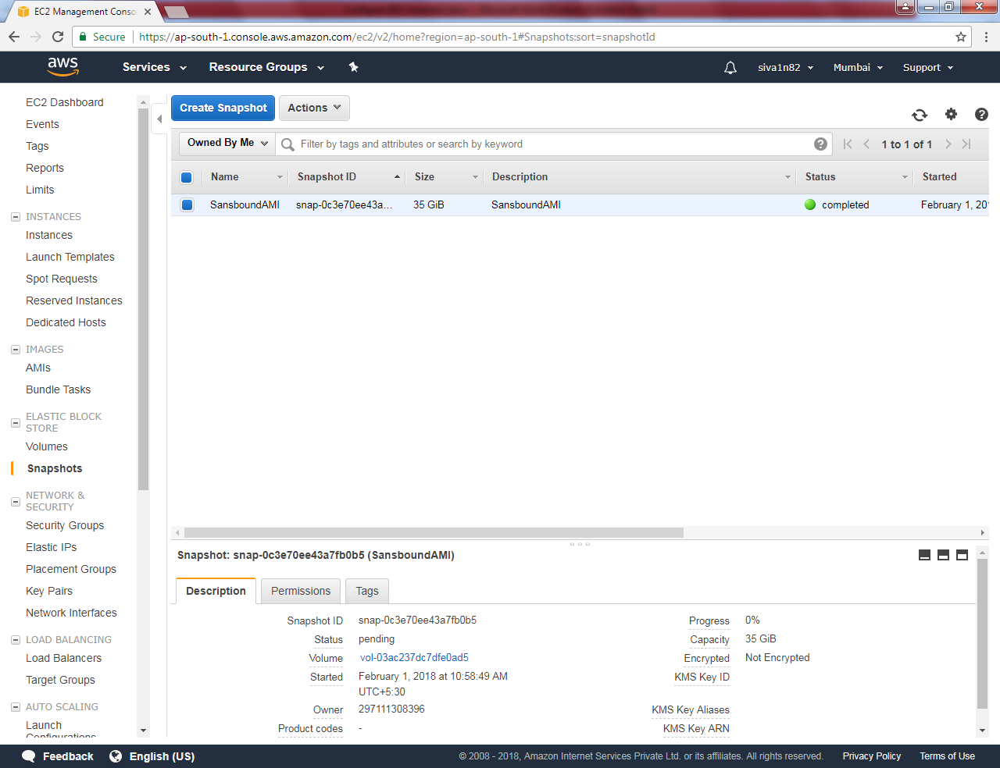 EC2 Management Conso
Secure
https://ap-south-1.console.aws.amazon.com/ec2/v2/home?region=ap-south-1#Snapshots:sort=snapshotId
aws
Services
Resource Groups
siva1n82
Mumbai
Support
EC2 Dashboard
Events
Tags
Reports
Limits
INSTANCES
Instances
Launch Templates
Spot Requests
Reserved Instances
Dedicated Hosts
IMAGES
AMIs
Bundle Tasks
ELASTIC BLOCK
STORE
Volumes
Snapshots
NETWORK &
SECURITY
Security Groups
Elastic IPs
Placement Groups
Key Pairs
Network Interfaces
LOAD BALANCING
Load Balancers
Target Groups
AUTO SCALING
Launch
Configurations
Create Snapshot
Actions
Owned By Me
Filter by tags and attributes or search by keyword
1 to 1 of 1
Name
Snapshot ID
Size
Description
Status
Started
SansboundAMI
snap-0c3e70ee43a...
35 GiB
SansboundAMI
completed
February 1, 201
Snapshot: snap-0c3e70ee43a7fb0b5 (SansboundAMI)
Description
Permissions
Tags
Snapshot ID snap-0c3e70ee43a7fb0b5
Status pending
Volume vol-03ac237dc7dfe0ad5
Started February 1, 2018 at 10:58:49 AM
UTC+5:30
Owner 297111308396
Product codes -
Progress 0%
Capacity 35 GiB
Encrypted Not Encrypted
KMS Key ID
KMS Key Aliases
KMS Key ARN
Feedback
English (US)
© 2008 - 2018, Amazon Internet Services Private Ltd. or its affiliates. All rights reserved.
Privacy Policy
Terms of Use